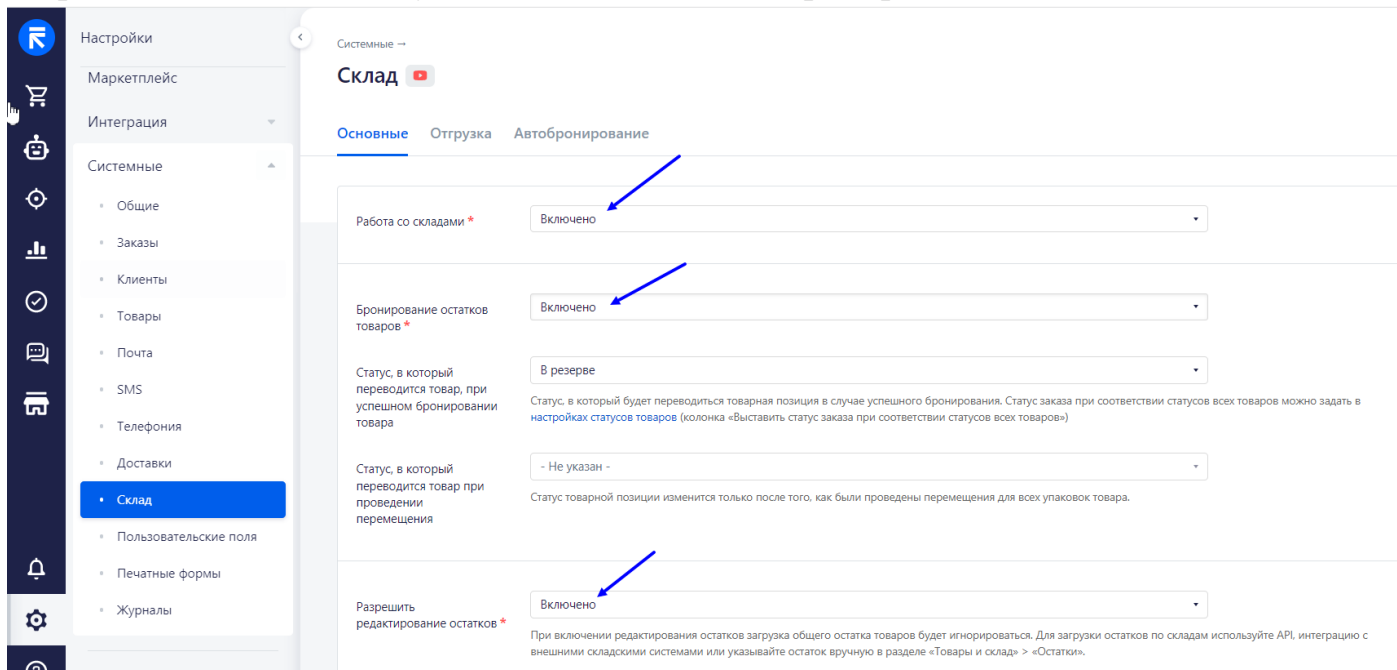 Настройки
Маркетплейс
Интеграция
Системные
Общие
Заказы
Клиенты
Товары
Почта
SMS
Телефония
Доставки
Склад
Пользовательские поля
Печатные формы
Журналы
Системные →
Склад
Основные Отгрузка Автобронирование
Работа со складами *
Включено
Бронирование остатков
товаров *
Включено
Статус, в который
переводится товар, при
успешном бронировании
товара
В резерве
Статус, в который будет переводиться товарная позиция в случае успешного бронирования. Статус заказа при соответствии статусов всех товаров можно задать в
настройках статусов товаров (колонка «Выставить статус заказа при соответствии статусов всех товаров»)
Статус, в который
переводится товар при
проведении
перемещения
- Не указан -
Статус товарной позиции изменится только после того, как были проведены перемещения для всех упаковок товара.
Разрешить
редактирование остатков *
Включено
При включении редактирования остатков загрузка общего остатка товаров будет игнорироваться. Для загрузки остатков по складам используйте API, интеграцию с
внешними складскими системами или указывайте остаток вручную в разделе «Товары и склад» > «Остатки».